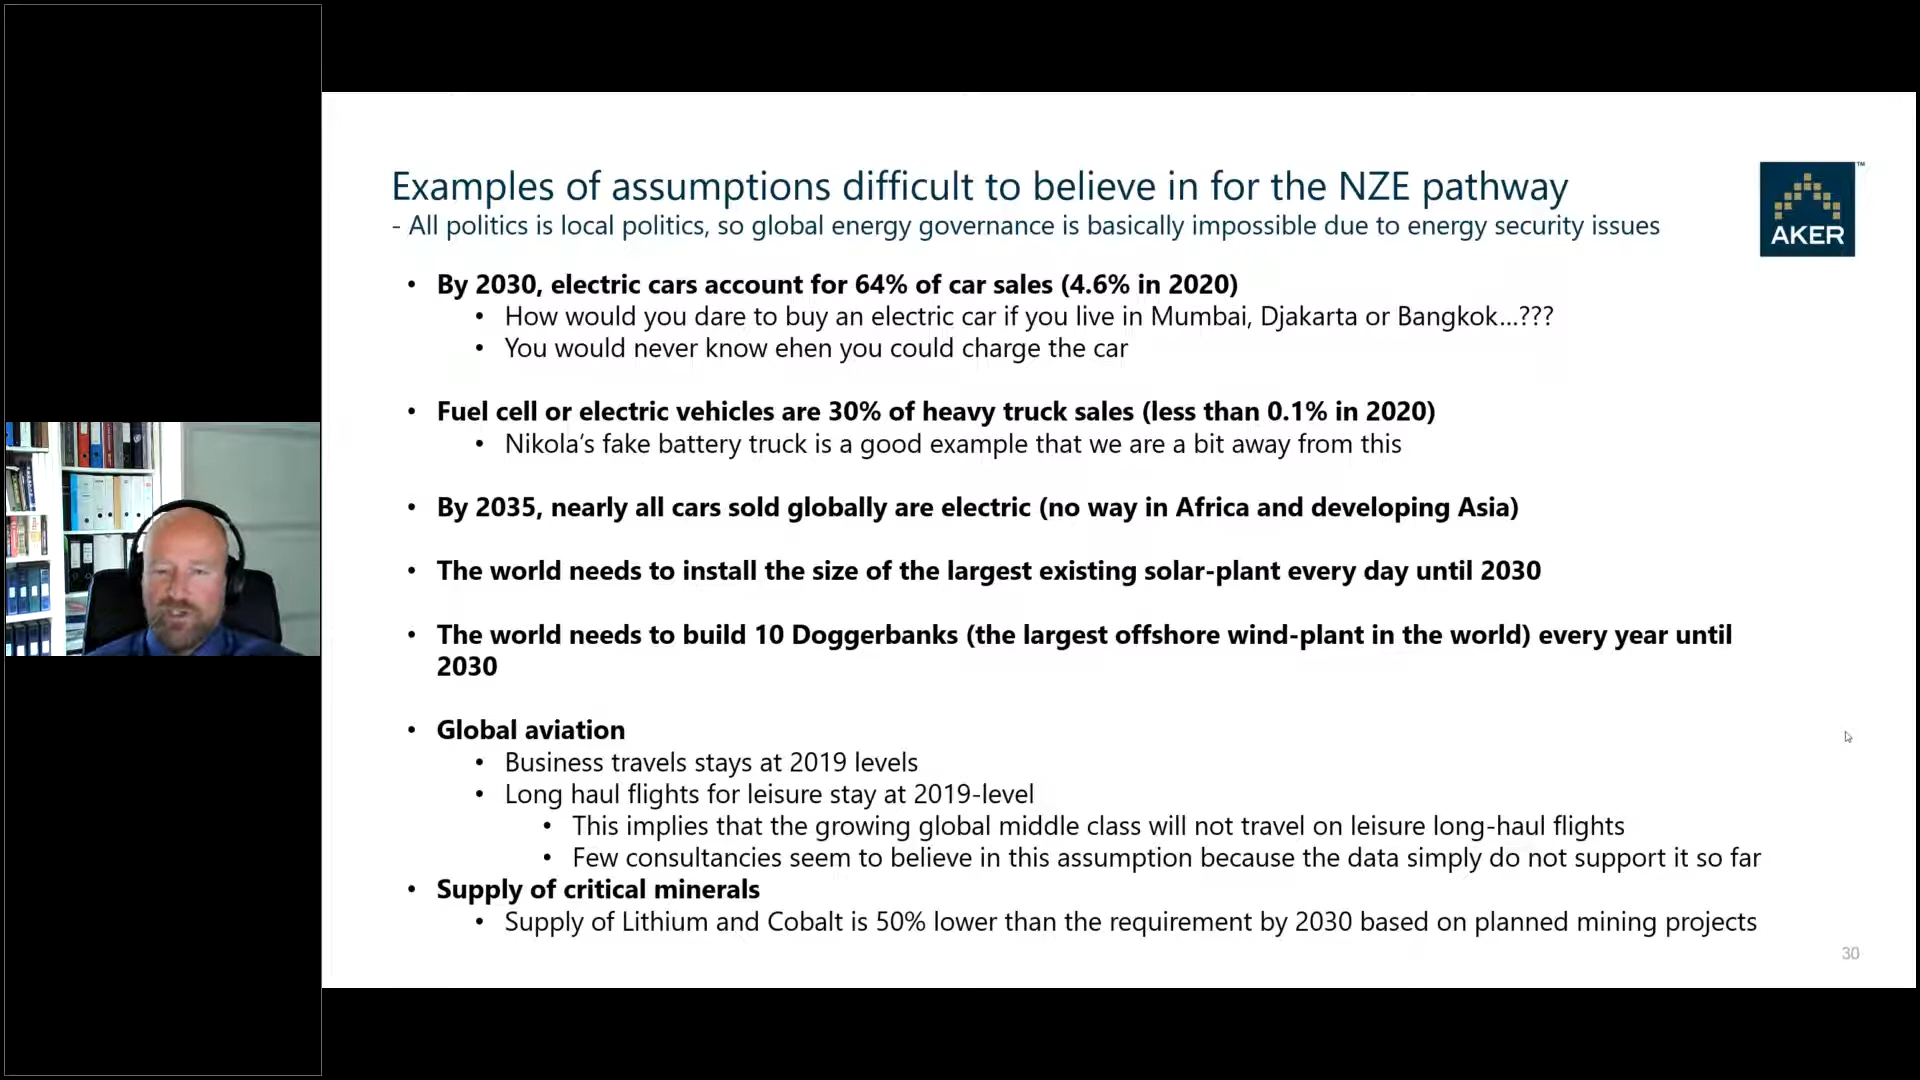 Examples of assumptions difficult to believe in for the NZE pathway
- All politics is local politics, so global energy governance is basically impossible due to energy security issues
AKER
TM
• By 2030, electric cars account for 64% of car sales (4.6% in 2020)
• How would you dare to buy an electric car if you live in Mumbai, Djakarta or Bangkok...???
• You would never know ehen you could charge the car
• Fuel cell or electric vehicles are 30% of heavy truck sales (less than 0.1% in 2020)
• Nikola's fake battery truck is a good example that we are a bit away from this
• By 2035, nearly all cars sold globally are electric (no way in Africa and developing Asia)
• The world needs to install the size of the largest existing solar-plant every day until 2030
• The world needs to build 10 Doggerbanks (the largest offshore wind-plant in the world) every year until
2030
• Global aviation
• Business travels stays at 2019 levels
• Long haul flights for leisure stay at 2019-level
• This implies that the growing global middle class will not travel on leisure long-haul flights
• Few consultancies seem to believe in this assumption because the data simply do not support it so far
• Supply of critical minerals
• Supply of Lithium and Cobalt is 50% lower than the requirement by 2030 based on planned mining projects
30